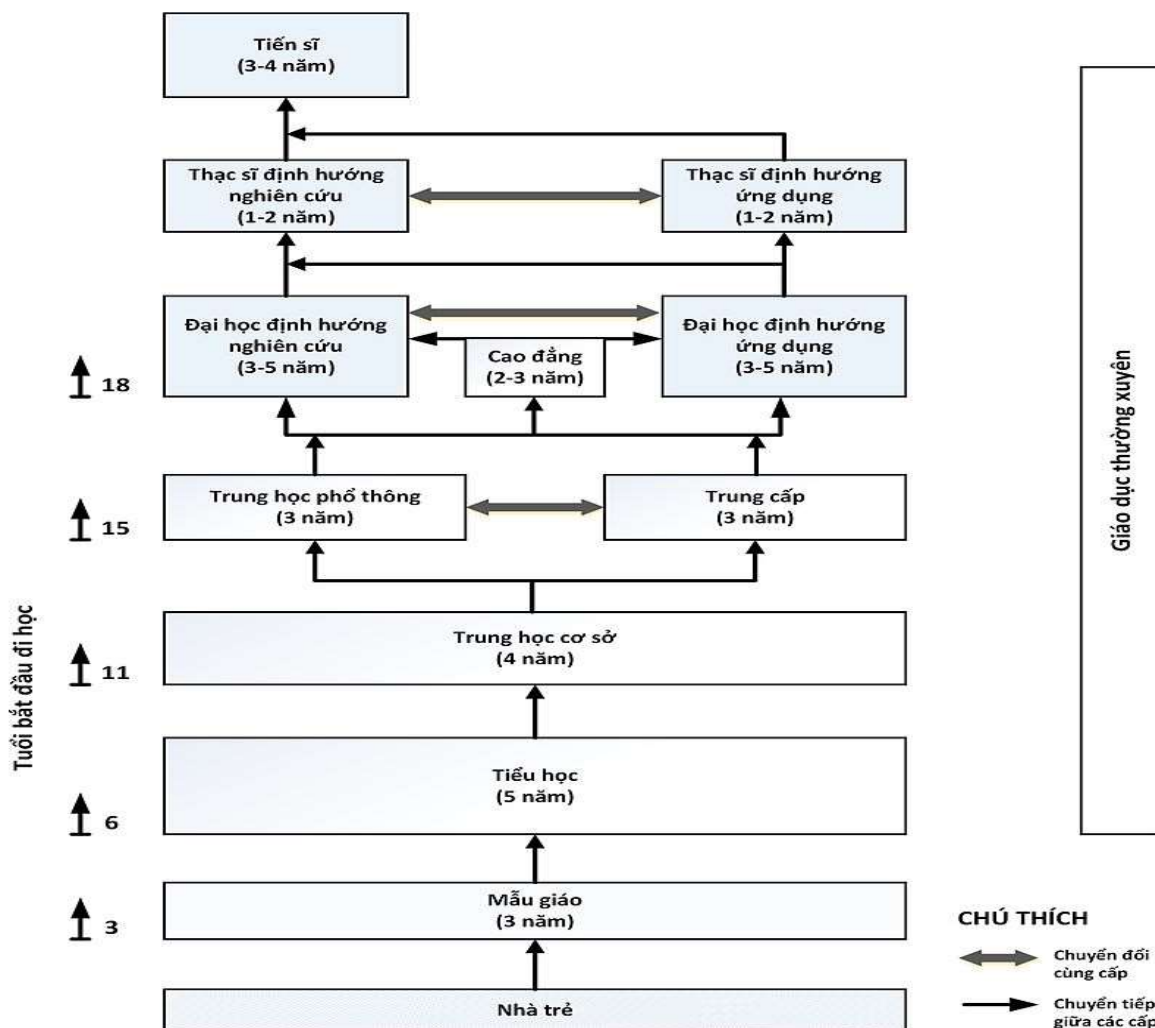 Tiến sĩ
(3-4 năm)
Thạc sĩ định hướng
nghiên cứu
(1-2 năm)
Thạc sĩ định hướng
ứng dụng
(1-2 năm)
Đại học định hướng
nghiên cứu
(3-5 năm)
Cao đẳng
(2-3 năm)
Đại học định hướng
ứng dụng
(3-5 năm)
18
Trung học phổ thông
(3 năm)
Trung cấp
(3 năm)
15
Trung học cơ sở
(4 năm)
11
Tiểu học
(5 năm)
6
Mẫu giáo
(3 năm)
3
Nhà trẻ
Tuổi bắt đầu đi học
Giáo dục thường xuyên
CHÚ THÍCH
Chuyển đổi
cùng cấp
Chuyển tiếp
giữa các cấp